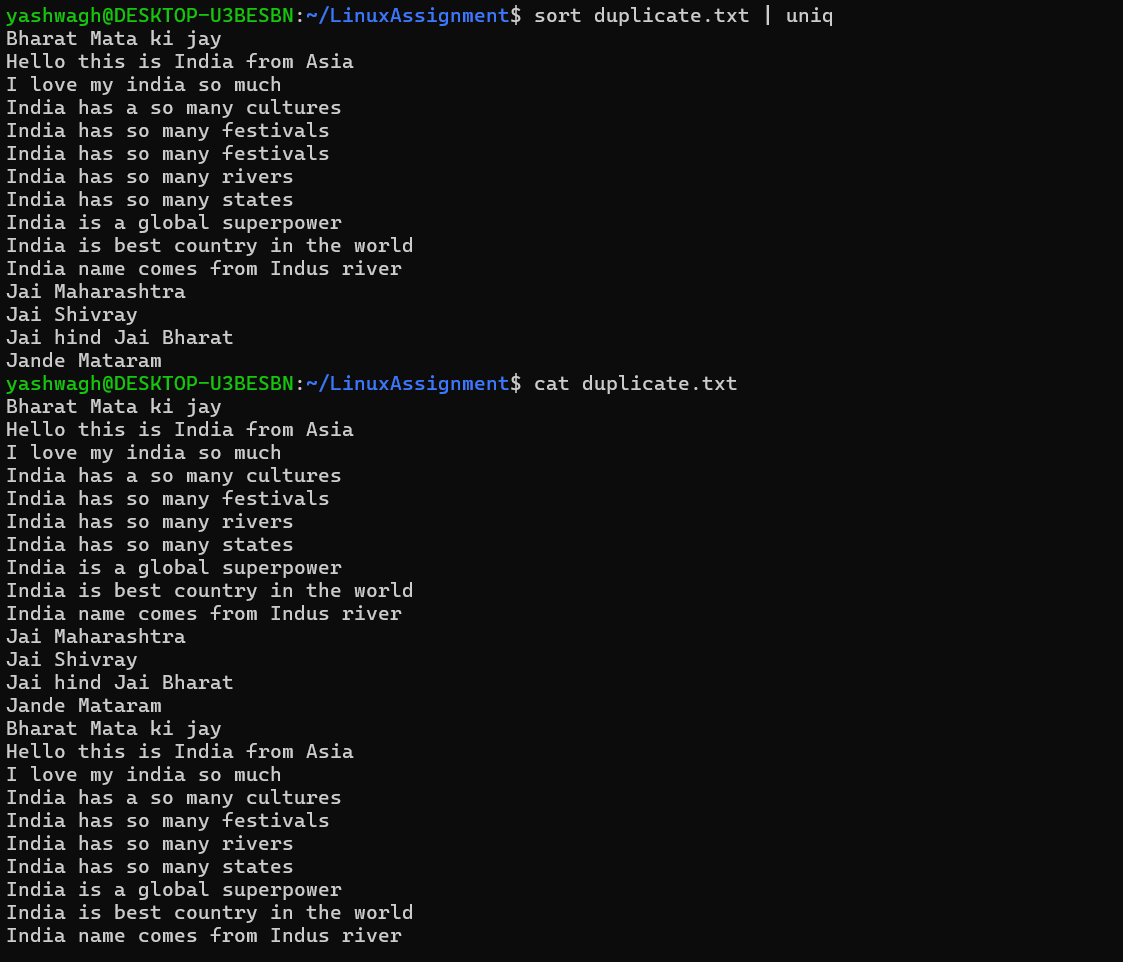 yashwagh@DESKTOP-U3BESBN:~/LinuxAssignment$ sort duplicate.txt | uniq
Bharat Mata ki jay
Hello this is India from Asia
I love my india so much
India has a so many cultures
India has so many festivals
India has so many festivals
India has so many rivers
India has so many states
India is a global superpower
India is best country in the world
India name comes from Indus river
Jai Maharashtra
Jai Shivray
Jai hind Jai Bharat
Jande Mataram
yashwagh@DESKTOP-U3BESBN:~/LinuxAssignment$ cat duplicate.txt
Bharat Mata ki jay
Hello this is India from Asia
I love my india so much
India has a so many cultures
India has so many festivals
India has so many rivers
India has so many states
India is a global superpower
India is best country in the world
India name comes from Indus river
Jai Maharashtra
Jai Shivray
Jai hind Jai Bharat
Jande Mataram
Bharat Mata ki jay
Hello this is India from Asia
I love my india so much
India has a so many cultures
India has so many festivals
India has so many rivers
India has so many states
India is a global superpower
India is best country in the world
India name comes from Indus river